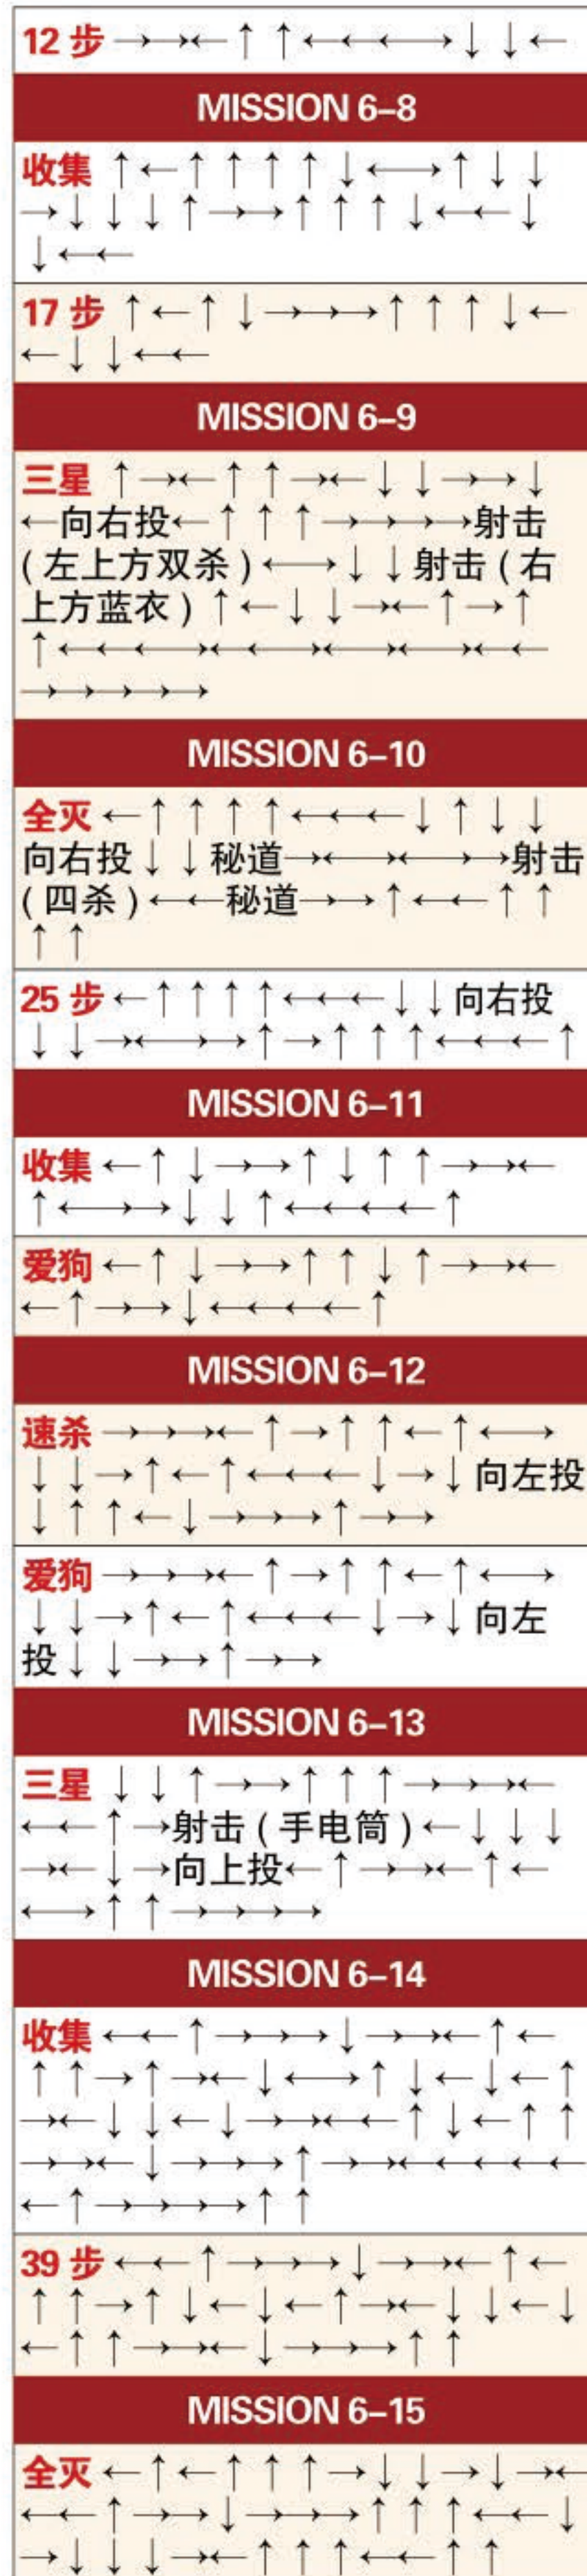 12 步 →→←↑↑←←←→↓↓←
MISSION 6–8
收集 ↑←↑↑↑↑↓←→↑↓↓
→↓↓↓↑→→↑↑↑↓←←↓
↓←←
17 步 ↑←↑↓→→→↑↑↑↓←
←↓↓←←
MISSION 6–9
三星 ↑→←↑↑→←↓↓→→↓
←向右投←↑↑↑→→→→射击
(左上方双杀)←→↓↓射击(右
上方蓝衣)↑←↓↓→←↑→↑
↑←←←→←←→←→←→←←
→→→→→
MISSION 6–10
全灭 ←↑↑↑↑←←←↓↑↓↓
向右投↓↓秘道→←→←→→射击
(四杀)←←秘道→→↑←←↑↑
↑↑
25 步 ←↑↑↑↑←←←↓↓向右投
↓↓→←→→↑→↑↑↑←←←↑
MISSION 6–11
收集 ←↑↓→→↑↓↑↑→→←
↑←→→↓↓↑←←←←↑
爱狗 ←↑↓→→↑↑↓↑→→←
←↑→→↓←←←←↑
MISSION 6–12
速杀 →→→←↑→↑↑←↑←→
↓↓→↑←↑←←←↓→↓向左投
↓↑↑←↓→→→↑→→
爱狗 →→→←↑→↑↑←↑←→
↓↓→↑←↑←←←↓→↓向左
投↓↓→→↑→→
MISSION 6–13
三星 ↓↓↑→→↑↑↑→→→←
←←↑→射击(手电筒)←↓↓↓
→←↓→向上投←↑→→←↑←
←→↑↑→→→→
MISSION 6–14
收集 ←←↑→→→↓→→←↑←
↑↑→↑→←↓←→↑↓←↓←↑
→←↓↓←↓→→←←↑↓←↑↑
→→←↓→→→↑→→←←←←←
←↑→→→→↑↑
39 步 ←←↑→→→↓→→←↑←
↑↑→↑↓←↓←↑→←↓↓←↓
←↑↑→→←↓→→→↑↑
MISSION 6–15
全灭 ←↑←↑↑↑→↓↓→↓→←
←←↑→→↓→→→↑↑↑←←↓
→↓↓↓→←↑↑↑←←↑↑